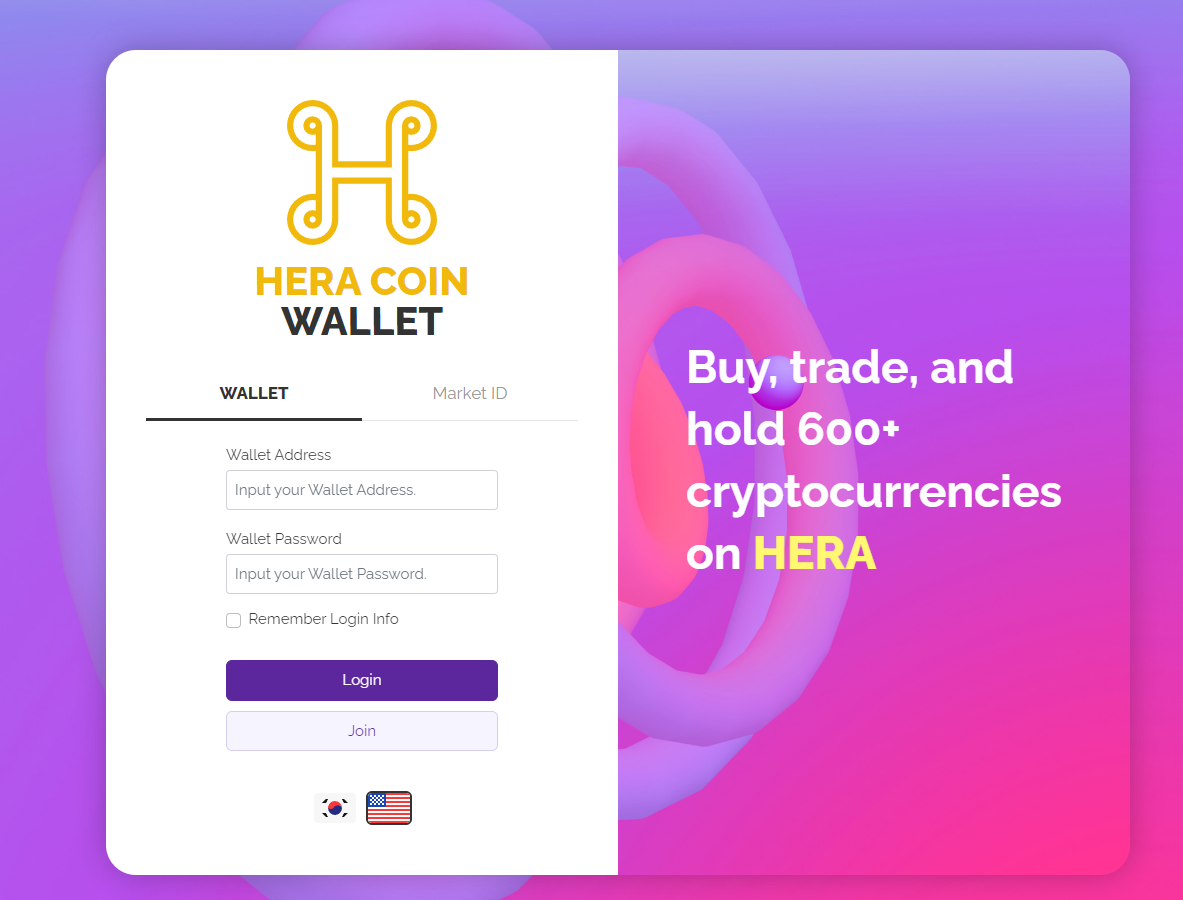 HERA COIN
WALLET
WALLET
Market ID
Wallet Address
Input your Wallet Address.
Wallet Password
Input your Wallet Password.
Remember Login Info
Login
Join
Buy, trade, and
hold 600+
cryptocurrencies
on HERA